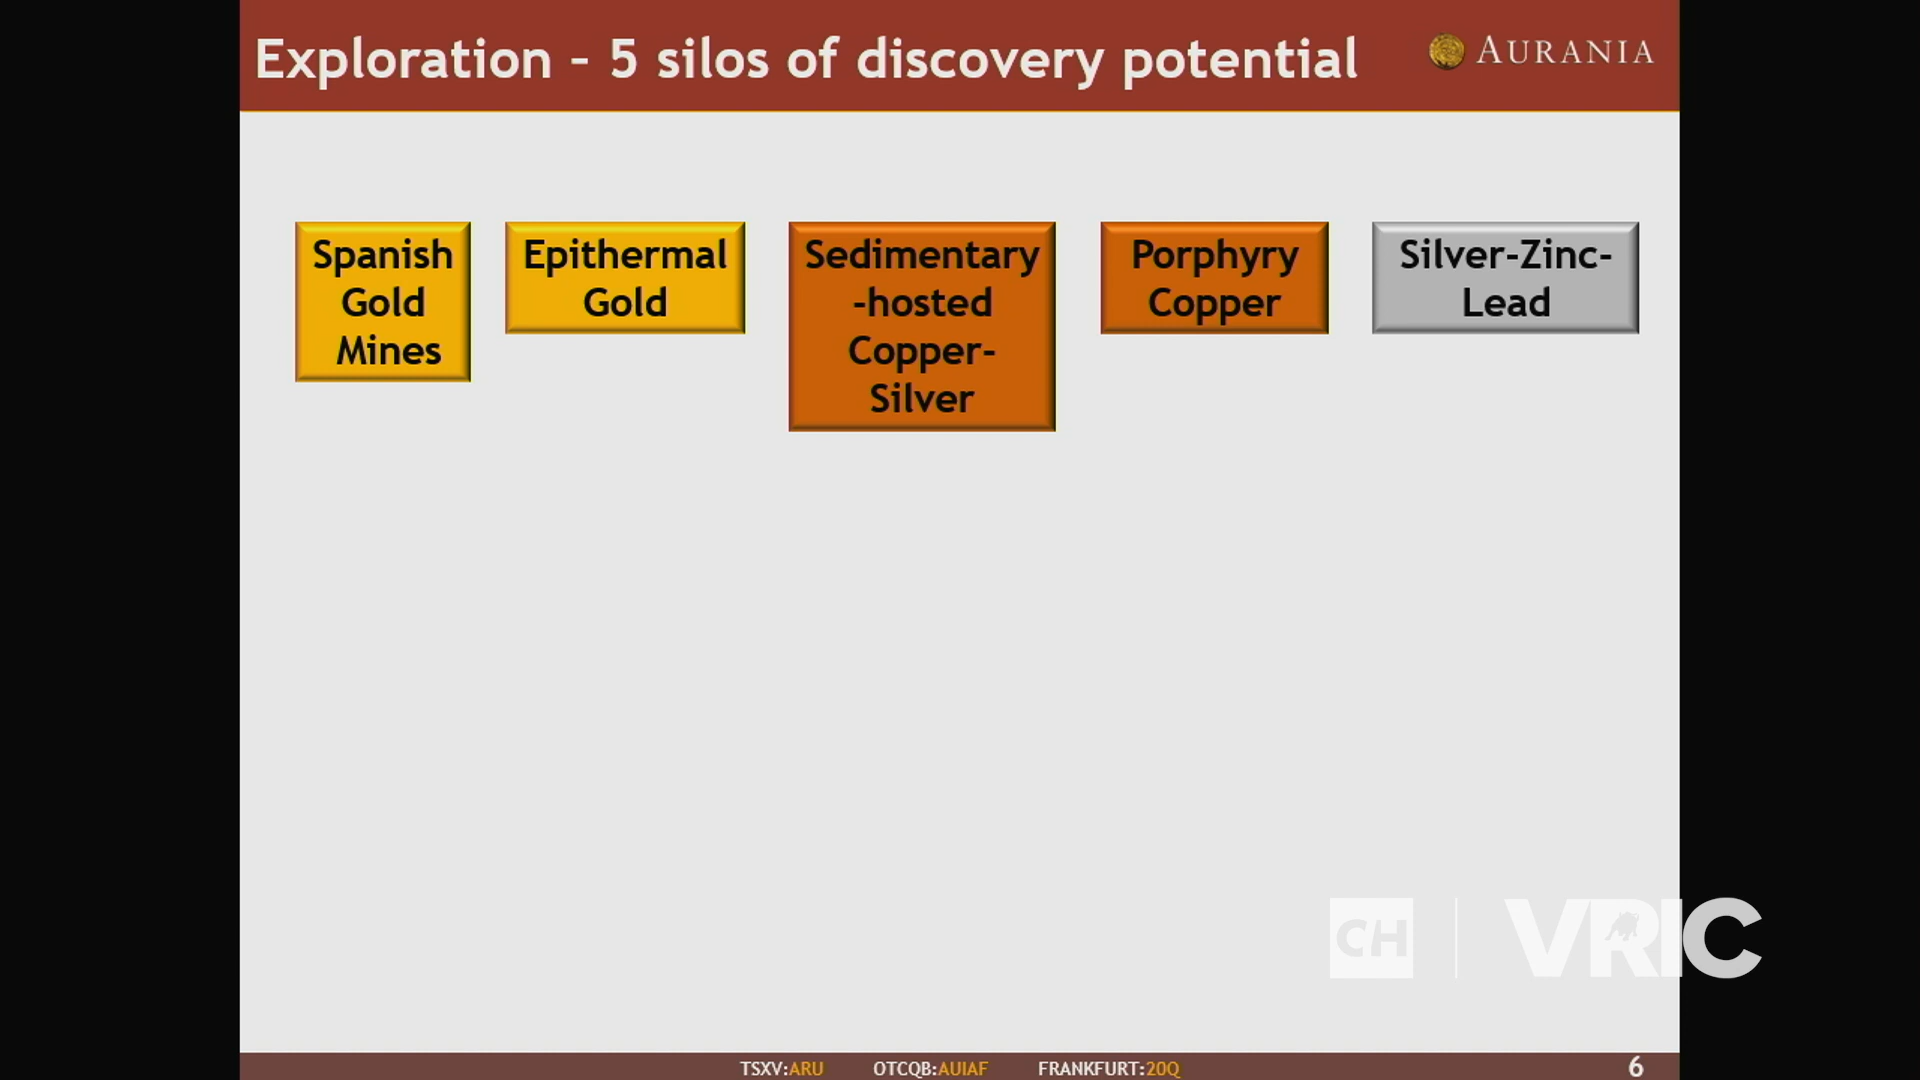 Exploration - 5 silos of discovery potential
AURANIA
Spanish
Gold
Mines
Epithermal
Gold
Sedimentary
-hosted
Copper-
Silver
Porphyry
Copper
Silver-Zinc-
Lead
CH
VRIC
TSXV:ARU OTCQB:AUIAF FRANKFURT:20Q
6